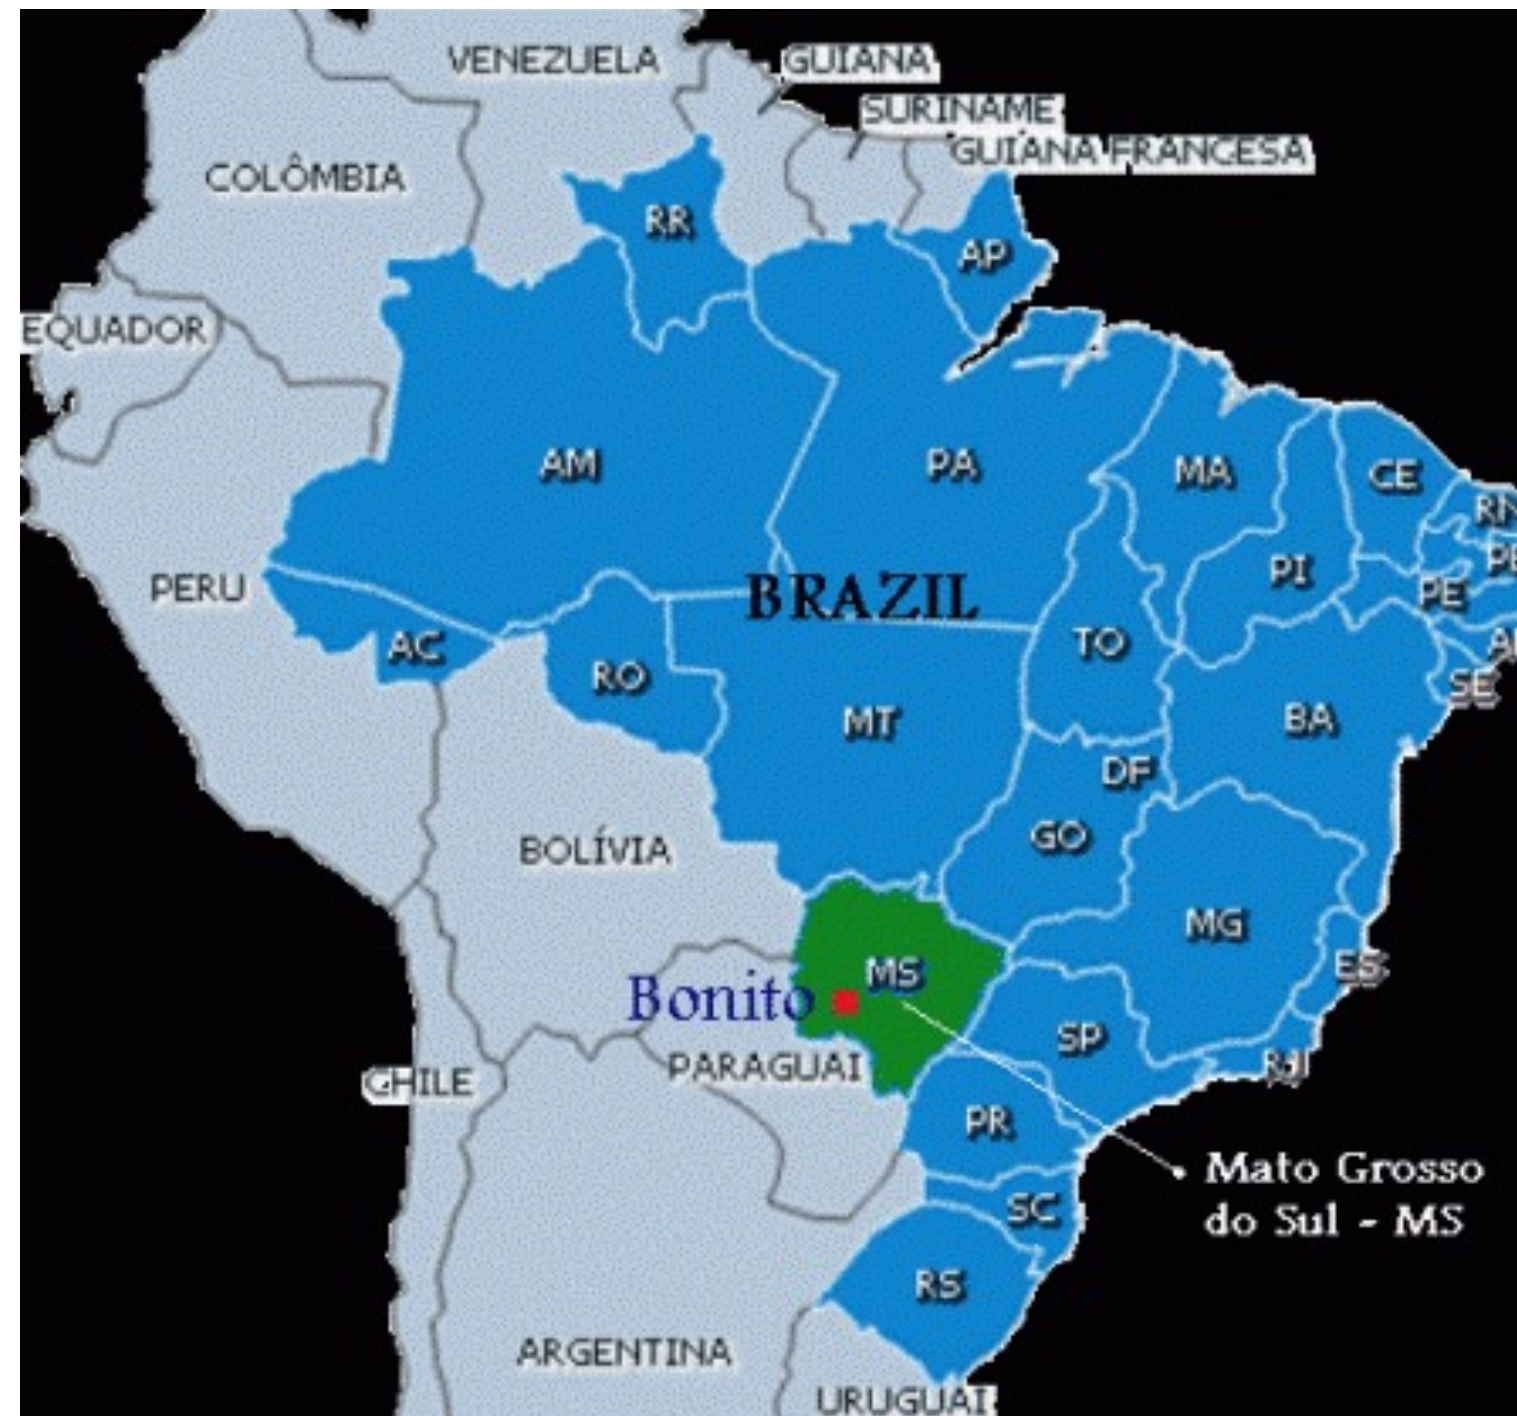 VENEZUELA
GUIANA
SURINAME
GUIANA FRANCESA
COLÔMBIA
RR
AP
EQUADOR
AM
PA
MA
CE
RN
PERU
BRAZIL
PI
PE
AC
RO
TO
SE
MT
BA
DF
GO
BOLÍVIA
MG
MS
ES
Bonito
SP
PARAGUAI
RJ
CHILE
PR
Mato Grosso
do Sul - MS
SC
RS
ARGENTINA
URUGUAI